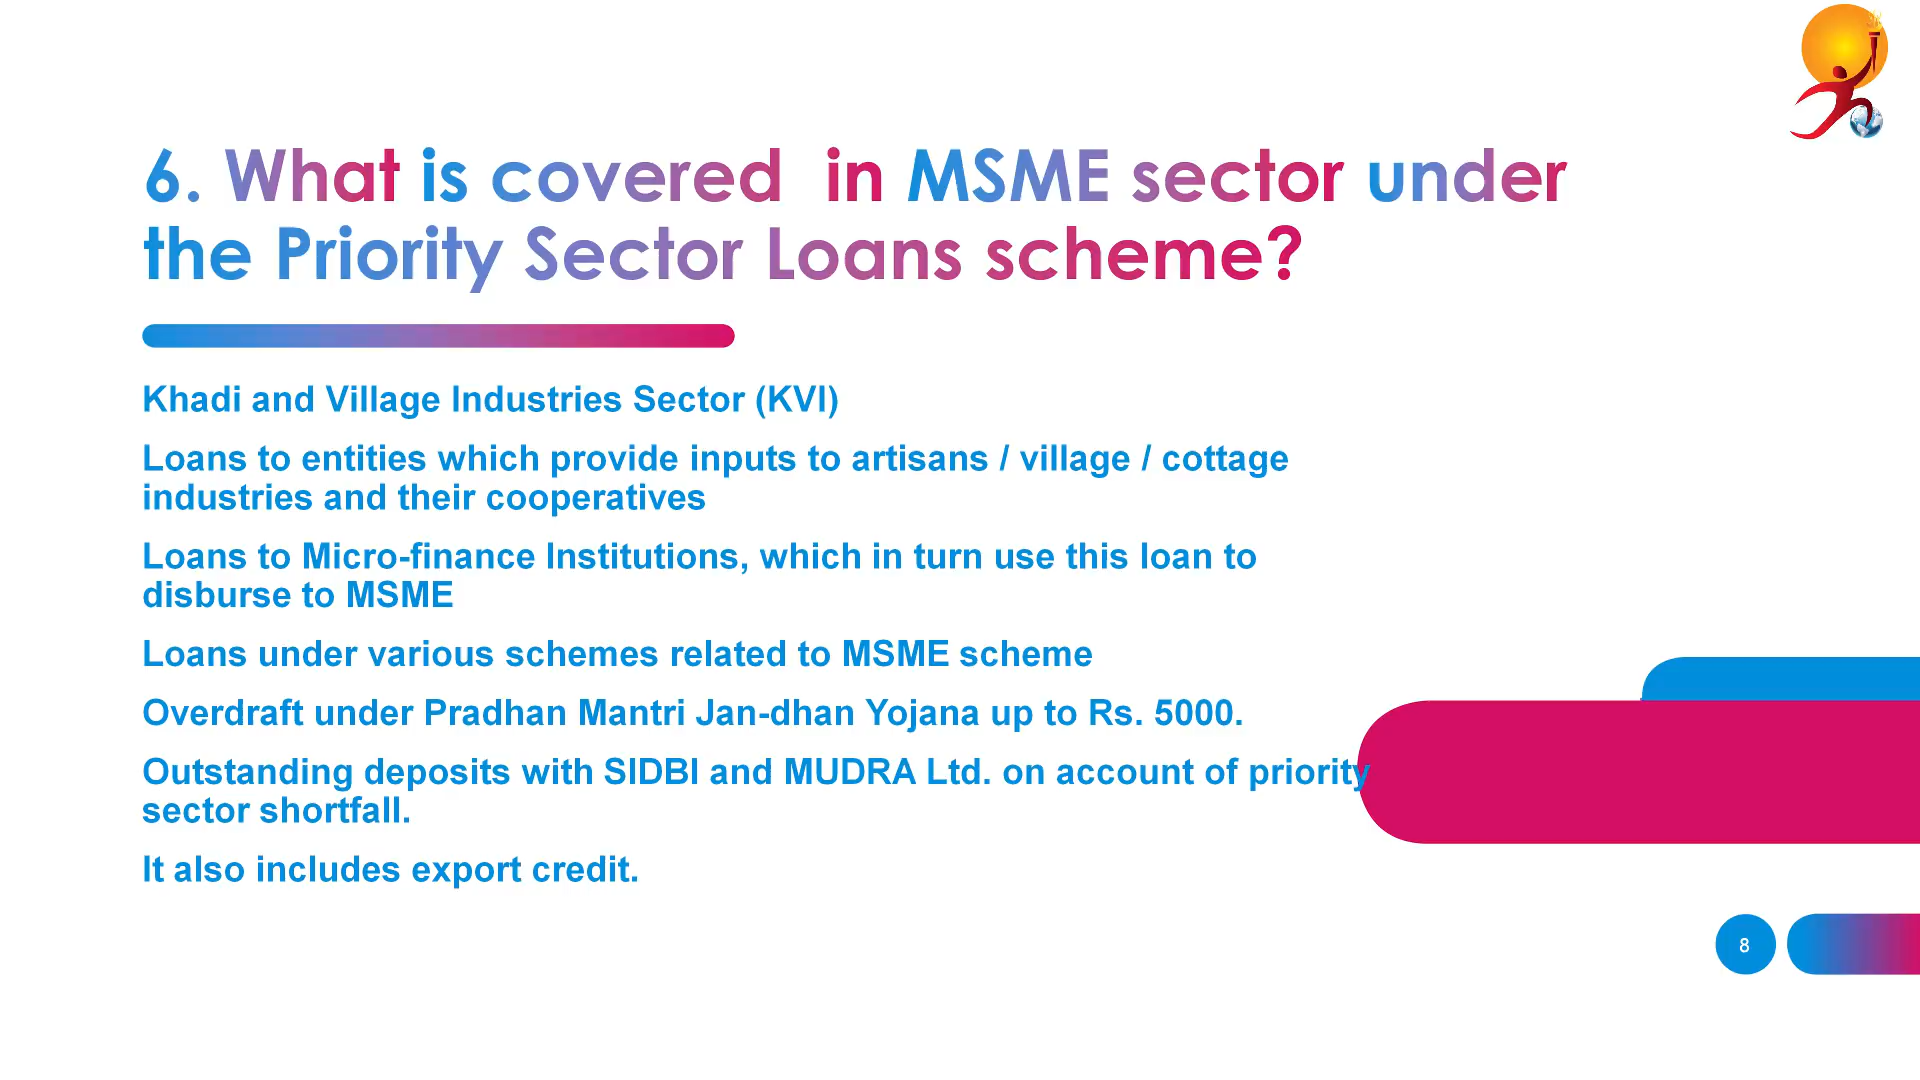 6. What is covered  in MSME sector under
the Priority Sector Loans scheme?
Khadi and Village Industries Sector (KVI)
Loans to entities which provide inputs to artisans / village / cottage
industries and their cooperatives
Loans to Micro-finance Institutions, which in turn use this loan to
disburse to MSME
Loans under various schemes related to MSME scheme
Overdraft under Pradhan Mantri Jan-dhan Yojana up to Rs. 5000.
Outstanding deposits with SIDBI and MUDRA Ltd. on account of priority
sector shortfall.
It also includes export credit.
8